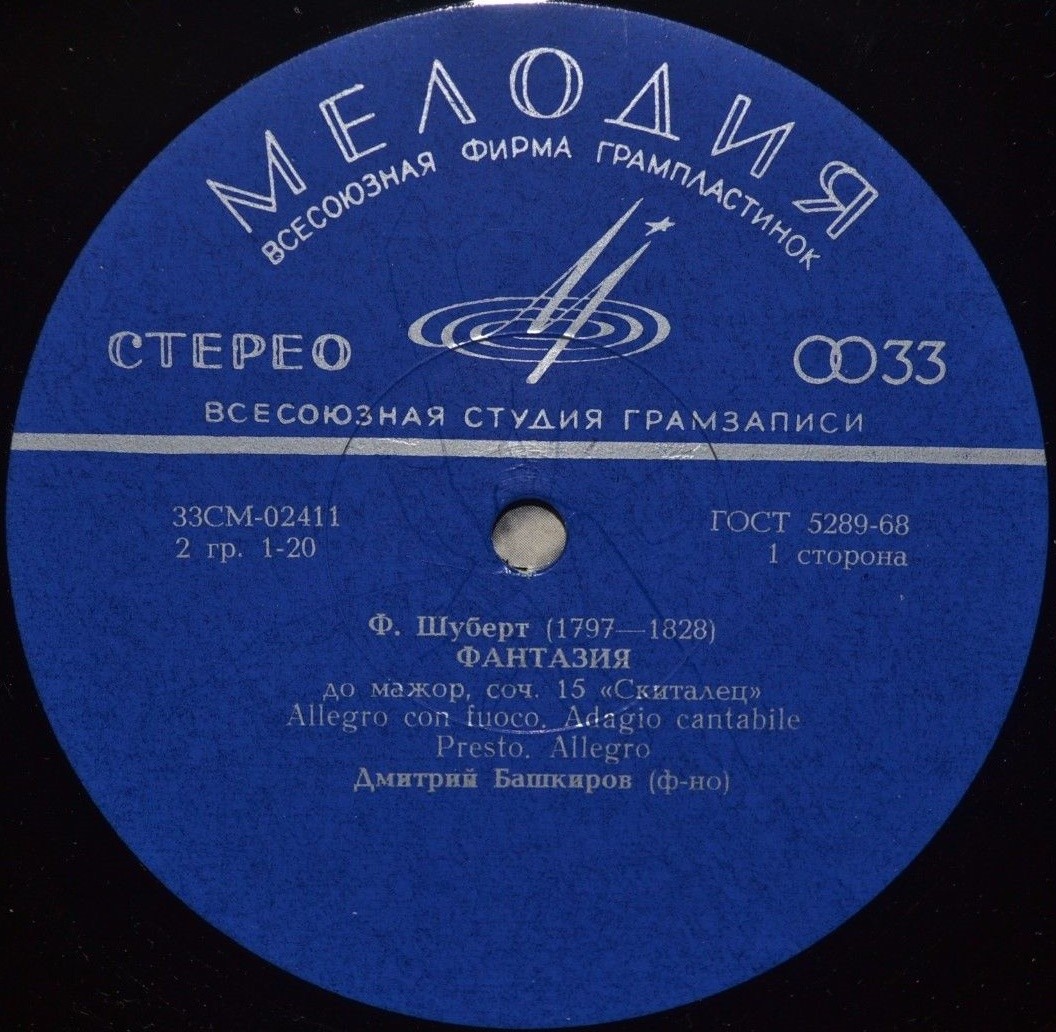 МЕЛОДИЯ
ВСЕСОЮЗНАЯ ФИРМА ГРАМПЛАСТИНОК
СТЕРЕО
33
ВСЕСОЮЗНАЯ СТУДИЯ ГРАМЗАПИСИ
33СМ-02411
ГОСТ 5289-68
2 гр. 1-20
1 сторона
Ф. Шуберт (1797—1828)
ФАНТАЗИЯ
до мажор, соч. 15 «Скиталец»
Allegro con fuoco. Adagio cantabile
Presto. Allegro
Дмитрий Башкиров (ф-но)